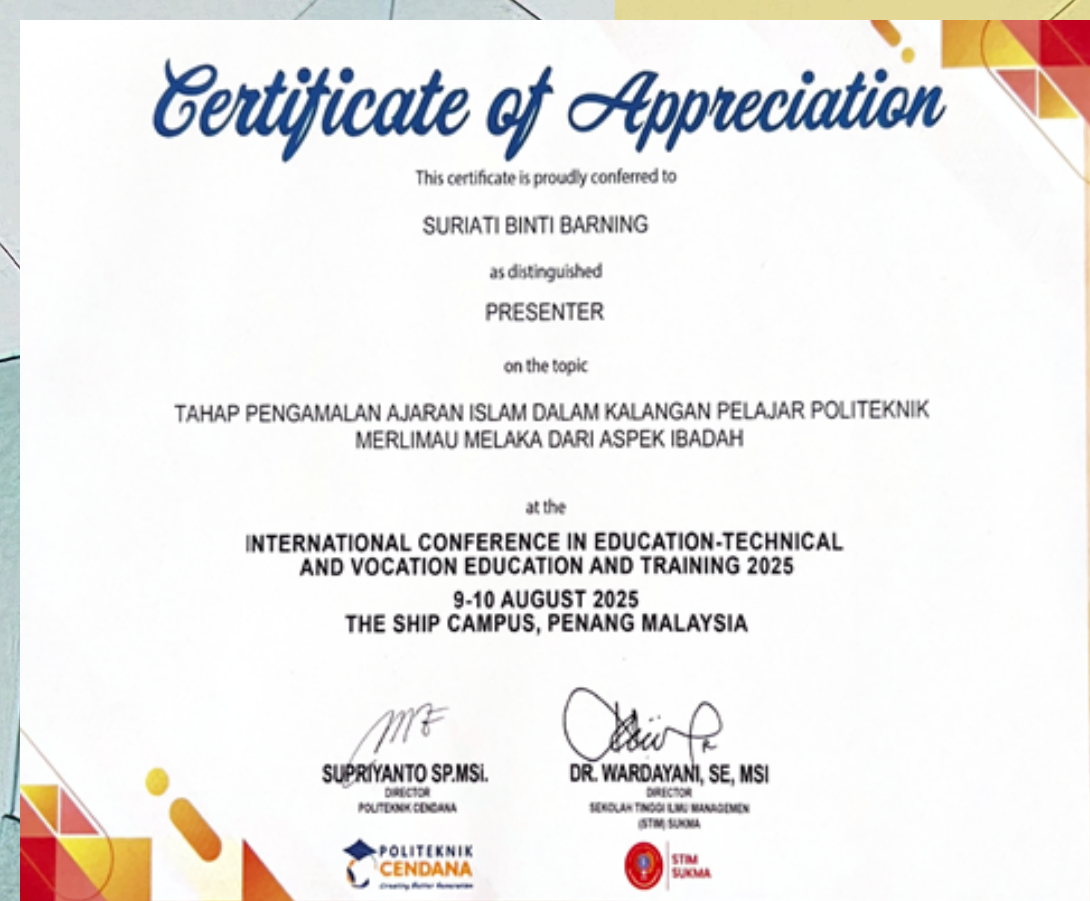 Certificate of Appreciation
This certificate is proudly conferred to
SURIATI BINTI BARNING
as distinguished
PRESENTER
on the topic
TAHAP PENGAMALAN AJARAN ISLAM DALAM KALANGAN PELAJAR POLITEKNIK
MERLIMAU MELAKA DARI ASPEK IBADAH
at the
INTERNATIONAL CONFERENCE IN EDUCATION-TECHNICAL
AND VOCATION EDUCATION AND TRAINING 2025
9-10 AUGUST 2025
THE SHIP CAMPUS, PENANG MALAYSIA
SUPRIYANTO SP.MSi.
DIRECTOR
POLITEKNIK CENDANA
DR. WARDAYANI, SE, MSI
DIRECTOR
SEKOLAH TINGGI ILMU MANAGEMEN
(STIM) SUKMA
POLITEKNIK
CENDANA
Creating Better Generation
STIM
SUKMA